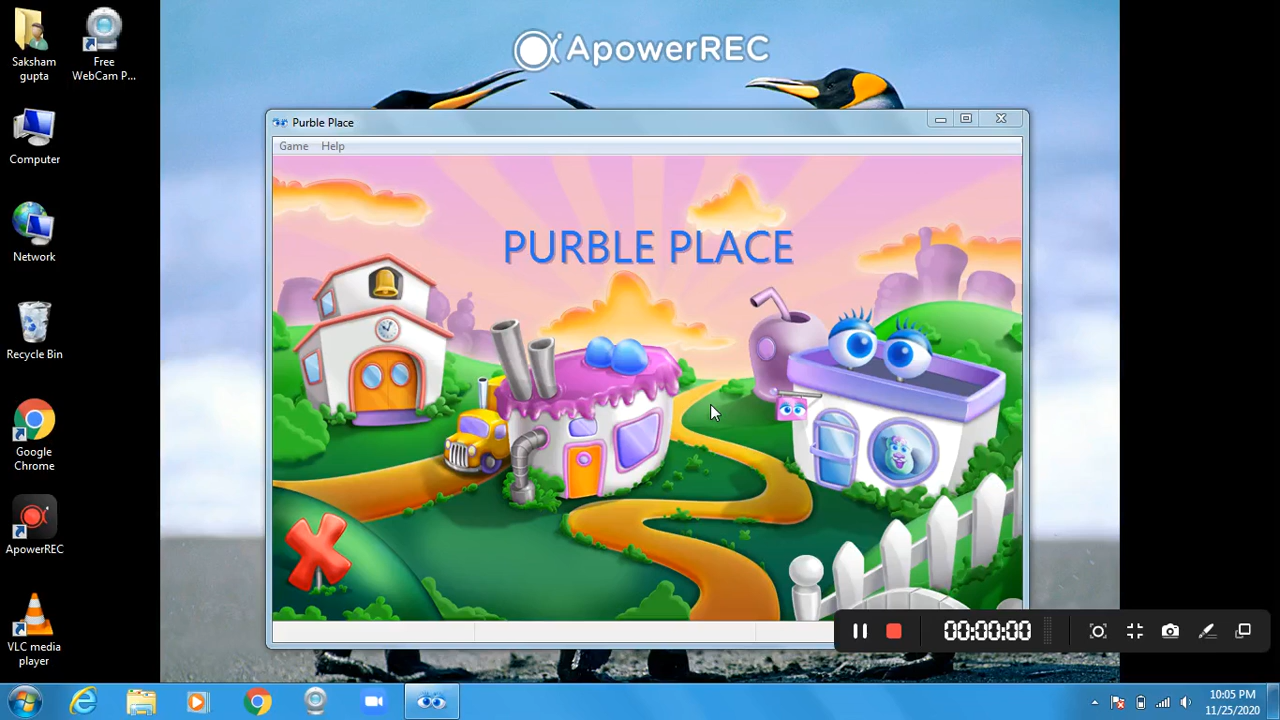 Saksham
gupta
Free
WebCam P...
Computer
Network
Recycle Bin
Google
Chrome
ApowerREC
VLC media
player
ApowerREC
Purble Place
Game Help
PURBLE PLACE
00:00:00
10:05 PM
11/25/2020